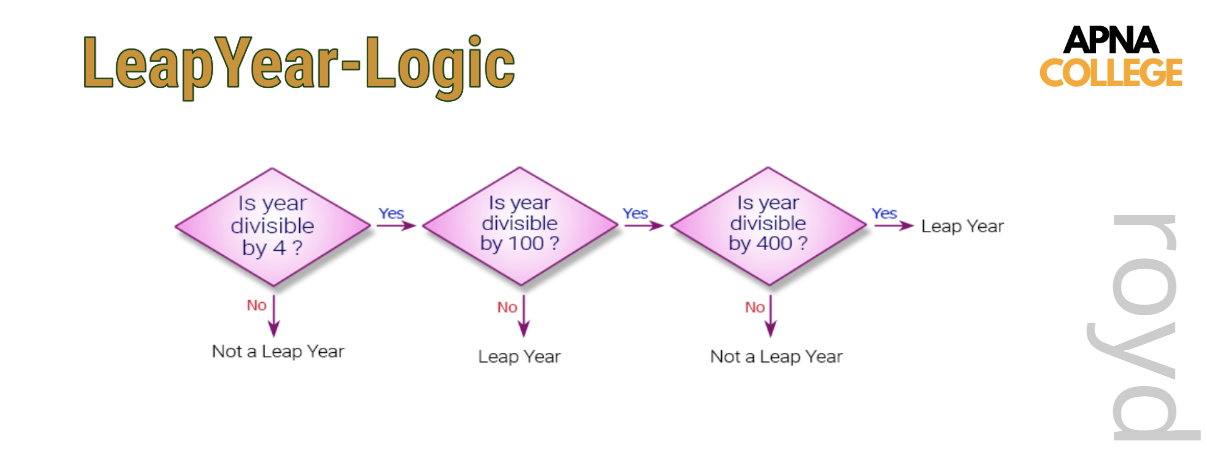 LeapYear-Logic
APNA
COLLEGE
Is year
divisible
by 4 ?
Yes
Is year
divisible
by 100 ?
Yes
Is year
divisible
by 400 ?
Yes
Leap Year
No
No
No
Not a Leap Year
Leap Year
Not a Leap Year
royd